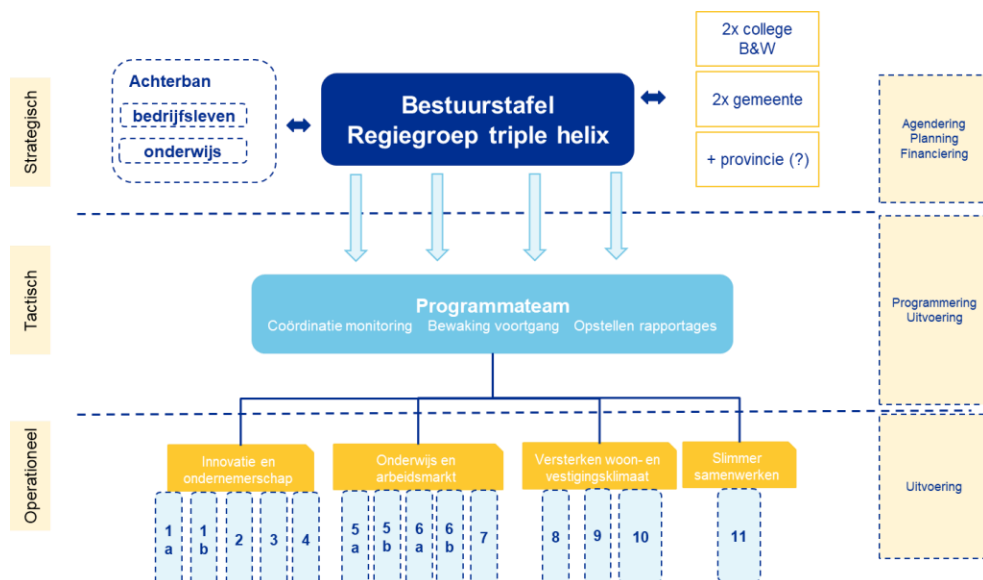 Strategisch
Achterban
bedrijfsleven
onderwijs
Bestuurstafel
Regiegroep triple helix
2x college
B&W
2x gemeente
+ provincie (?)
Agendering
Planning
Financiering
Tactisch
Programmateam
Coördinatie monitoring Bewaking voortgang Opstellen rapportages
Programmering
Uitvoering
Operationeel
Innovatie en
ondernemerschap
Onderwijs en
arbeidsmarkt
Versterken woon- en
vestigingsklimaat
Slimmer
samenwerken
1
a
1
b
2
3
4
5
a
5
b
6
a
6
b
7
8
9
10
11
Uitvoering